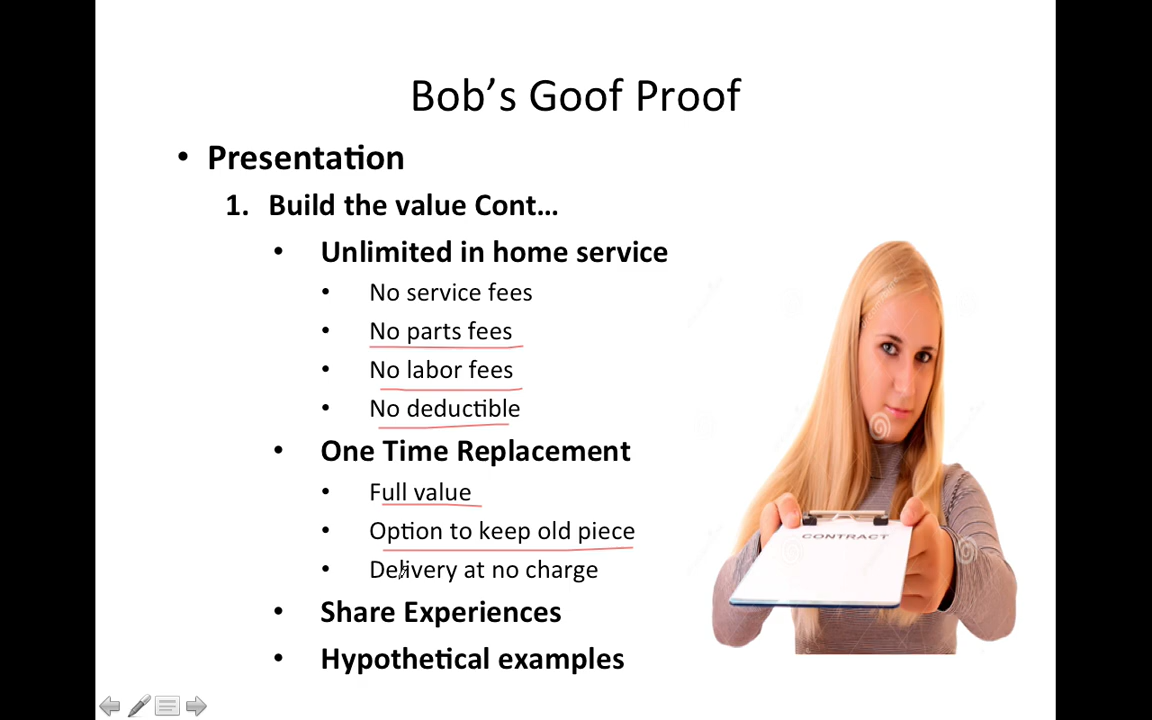 Bob’s Goof Proof
• Presentation
1. Build the value Cont…
• Unlimited in home service
• No service fees
• No parts fees
• No labor fees
• No deductible
• One Time Replacement
• Full value
• Option to keep old piece
• Delivery at no charge
• Share Experiences
• Hypothetical examples
CONTRACT